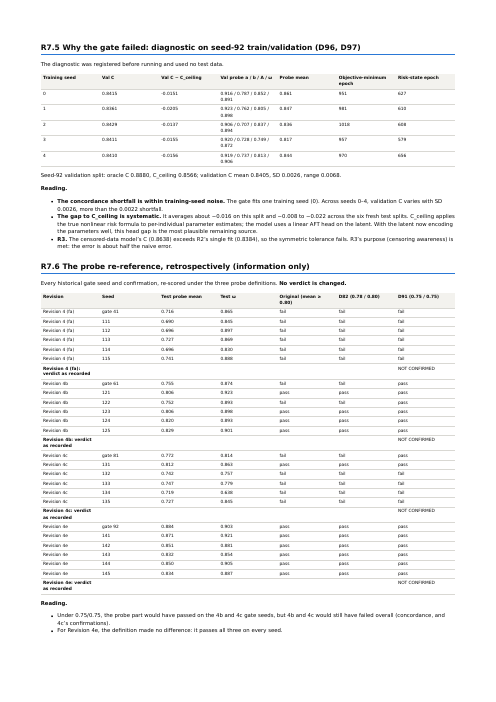 R7.5 Why the gate failed: diagnostic on seed-92 train/validation (D96, D97)
The diagnostic was registered before running and used no test data.
Training seed Val C Val C − C_ceiling Val probe a / b / A / ω Probe mean Objective-minimum epoch Risk-state epoch
0 0.8415 -0.0151 0.916 / 0.787 / 0.852 / 0.891 0.861 951 627
1 0.8361 -0.0205 0.923 / 0.762 / 0.805 / 0.898 0.847 981 610
2 0.8429 -0.0137 0.906 / 0.707 / 0.837 / 0.894 0.836 1018 608
3 0.8411 -0.0155 0.920 / 0.728 / 0.749 / 0.872 0.817 957 579
4 0.8410 -0.0156 0.919 / 0.737 / 0.813 / 0.906 0.844 970 656
Seed-92 validation split: oracle C 0.8880, C_ceiling 0.8566; validation C mean 0.8405, SD 0.0026, range 0.0068.
Reading.
• The concordance shortfall is within training-seed noise. The gate fits one training seed (0). Across seeds 0–4, validation C varies with SD
0.0026, more than the 0.0022 shortfall.
• The gap to C_ceiling is systematic. It averages about −0.016 on this split and −0.008 to −0.022 across the six fresh test splits. C_ceiling applies
the true nonlinear risk formula to per-individual parameter estimates; the model uses a linear AFT head on the latent. With the latent now encoding
the parameters well, this head gap is the most plausible remaining source.
• R3. The censored-data model's C (0.8638) exceeds R2's single fit (0.8384), so the symmetric tolerance fails. R3's purpose (censoring awareness) is
met: the error is about half the naive error.
R7.6 The probe re-reference, retrospectively (information only)
Every historical gate seed and confirmation, re-scored under the three probe definitions. No verdict is changed.
Revision Seed Test probe mean Test ω Original (mean ≥ 0.80) D82 (0.78 / 0.80) D91 (0.75 / 0.75)
Revision 4 (fa) gate 41 0.716 0.865 fail fail fail
Revision 4 (fa) 111 0.690 0.845 fail fail fail
Revision 4 (fa) 112 0.696 0.897 fail fail fail
Revision 4 (fa) 113 0.727 0.869 fail fail fail
Revision 4 (fa) 114 0.696 0.830 fail fail fail
Revision 4 (fa) 115 0.741 0.888 fail fail fail
Revision 4 (fa): verdict as recorded NOT CONFIRMED
Revision 4b gate 61 0.755 0.874 fail fail pass
Revision 4b 121 0.806 0.923 pass pass pass
Revision 4b 122 0.752 0.893 fail fail pass
Revision 4b 123 0.806 0.898 pass pass pass
Revision 4b 124 0.820 0.893 pass pass pass
Revision 4b 125 0.829 0.901 pass pass pass
Revision 4b: verdict as recorded NOT CONFIRMED
Revision 4c gate 81 0.772 0.814 fail fail pass
Revision 4c 131 0.812 0.863 pass pass pass
Revision 4c 132 0.742 0.757 fail fail fail
Revision 4c 133 0.747 0.779 fail fail fail
Revision 4c 134 0.719 0.638 fail fail fail
Revision 4c 135 0.727 0.845 fail fail fail
Revision 4c: verdict as recorded NOT CONFIRMED
Revision 4e gate 92 0.884 0.903 pass pass pass
Revision 4e 141 0.871 0.921 pass pass pass
Revision 4e 142 0.851 0.881 pass pass pass
Revision 4e 143 0.832 0.854 pass pass pass
Revision 4e 144 0.850 0.905 pass pass pass
Revision 4e 145 0.834 0.887 pass pass pass
Revision 4e: verdict as recorded NOT CONFIRMED
Reading.
• Under 0.75/0.75, the probe part would have passed on the 4b and 4c gate seeds, but 4b and 4c would still have failed overall (concordance, and
4c's confirmations).
• For Revision 4e, the definition made no difference: it passes all three on every seed.